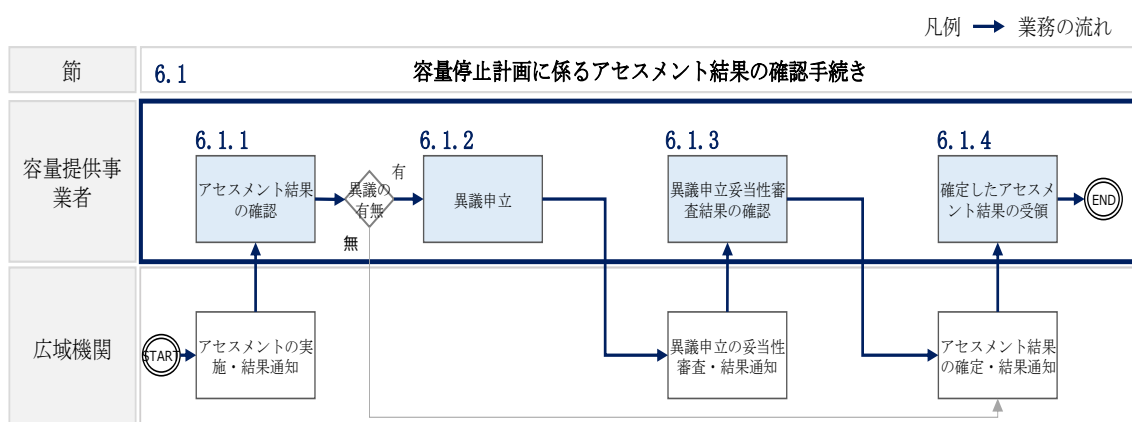 凡例 業務の流れ
節
6.1 容量停止計画に係るアセスメント結果の確認手続き
容量提供事
業者
6.1.1
アセスメント結果
の確認
異議の
有無
有
無
6.1.2
異議申立
6.1.3
異議申立妥当性審
査結果の確認
6.1.4
確定したアセスメ
ント結果の受領
END
広域機関
START
アセスメントの実
施・結果通知
異議申立の妥当性
審査・結果通知
アセスメント結果
の確定・結果通知